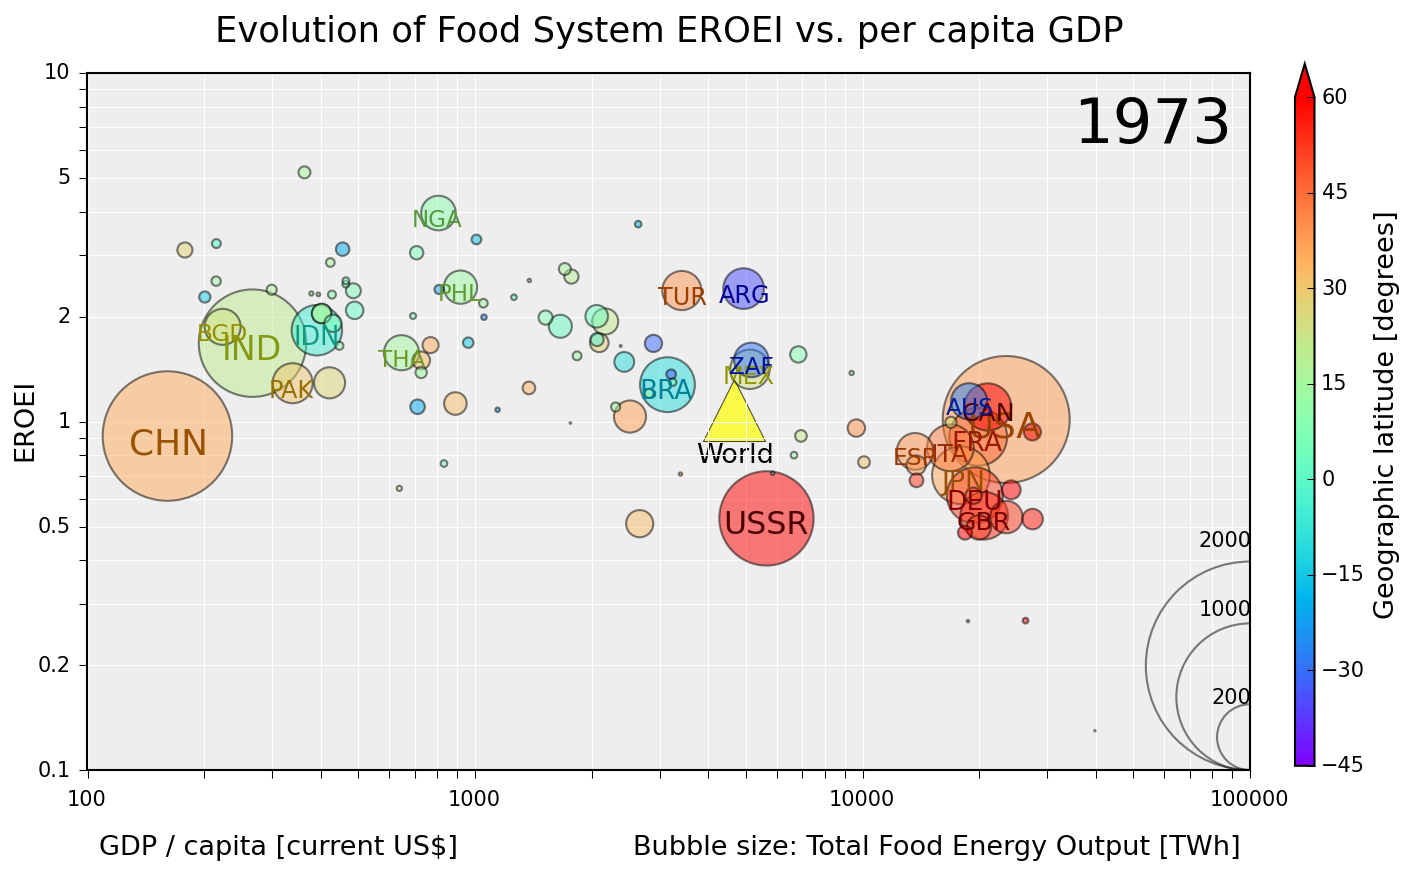 Evolution of Food System EROEI vs. per capita GDP
1973
10
5
2
1
0.5
0.2
0.1
EROEI
100
1000
10000
100000
GDP / capita [current US$]
Bubble size: Total Food Energy Output [TWh]
NGA
PHL
TUR
ARG
BGD
IND
IDN
THA
PAK
BRA
ZAF
MEX
CHN
World
USSR
AUS
CAN
USA
FRA
ESP
ITA
JPN
DEU
GBR
2000
1000
200
60
45
30
15
0
−15
−30
−45
Geographic latitude [degrees]